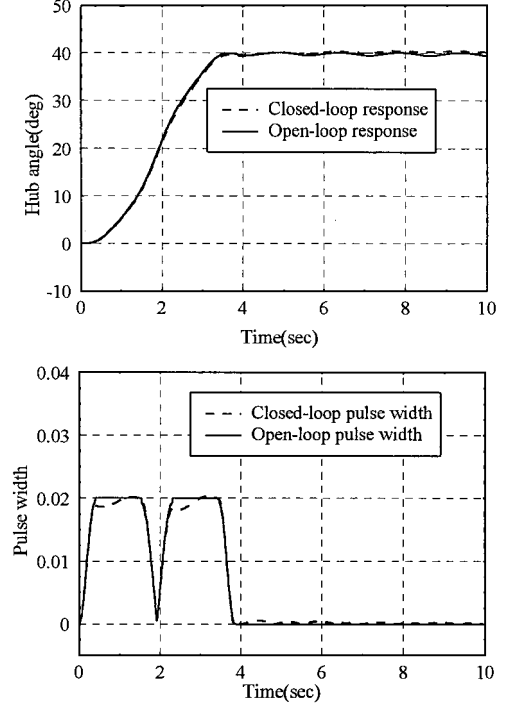 50
40
30
20
10
0
-10
Hub angle(deg)
Closed-loop response
Open-loop response
0 2 4 6 8 10
Time(sec)
0.04
0.03
0.02
0.01
0
Pulse width
Closed-loop pulse width
Open-loop pulse width
0 2 4 6 8 10
Time(sec)